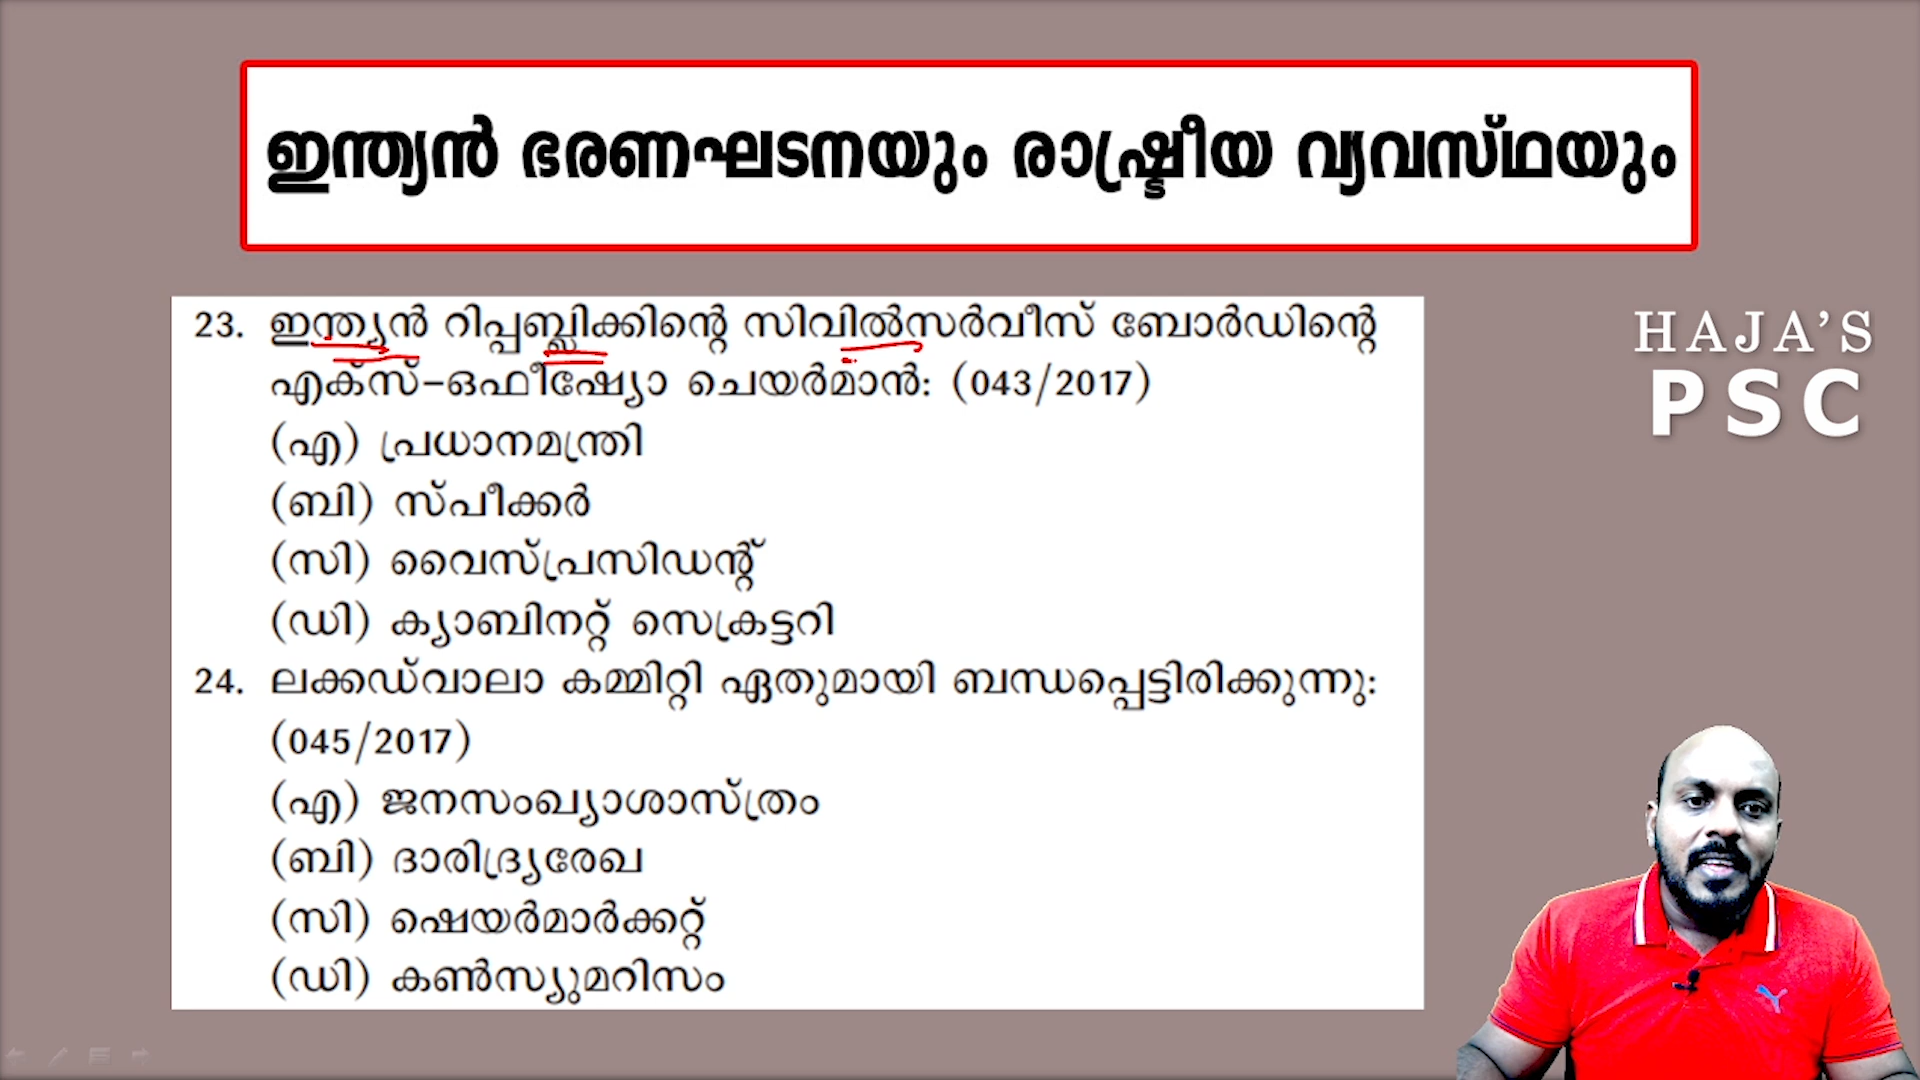 ഇന്ത്യൻ ഭരണഘടനയും രാഷ്ട്രീയ വ്യവസ്ഥയും
23. ഇന്ത്യൻ റിപ്പബ്ലിക്കിന്റെ സിവിൽസർവീസ് ബോർഡിന്റെ
എക്സ്-ഒഫീഷ്യോ ചെയർമാൻ: (043/2017)
(എ) പ്രധാനമന്ത്രി
(ബി) സ്പീക്കർ
(സി) വൈസ്പ്രസിഡന്റ്
(ഡി) ക്യാബിനറ്റ് സെക്രട്ടറി
24. ലക്കഡ്‌വാലാ കമ്മിറ്റി ഏതുമായി ബന്ധപ്പെട്ടിരിക്കുന്നു:
(045/2017)
(എ) ജനസംഖ്യാശാസ്ത്രം
(ബി) ദാരിദ്ര്യരേഖ
(സി) ഷെയർമാർക്കറ്റ്
(ഡി) കൺസ്യുമറിസം
HAJA'S
PSC